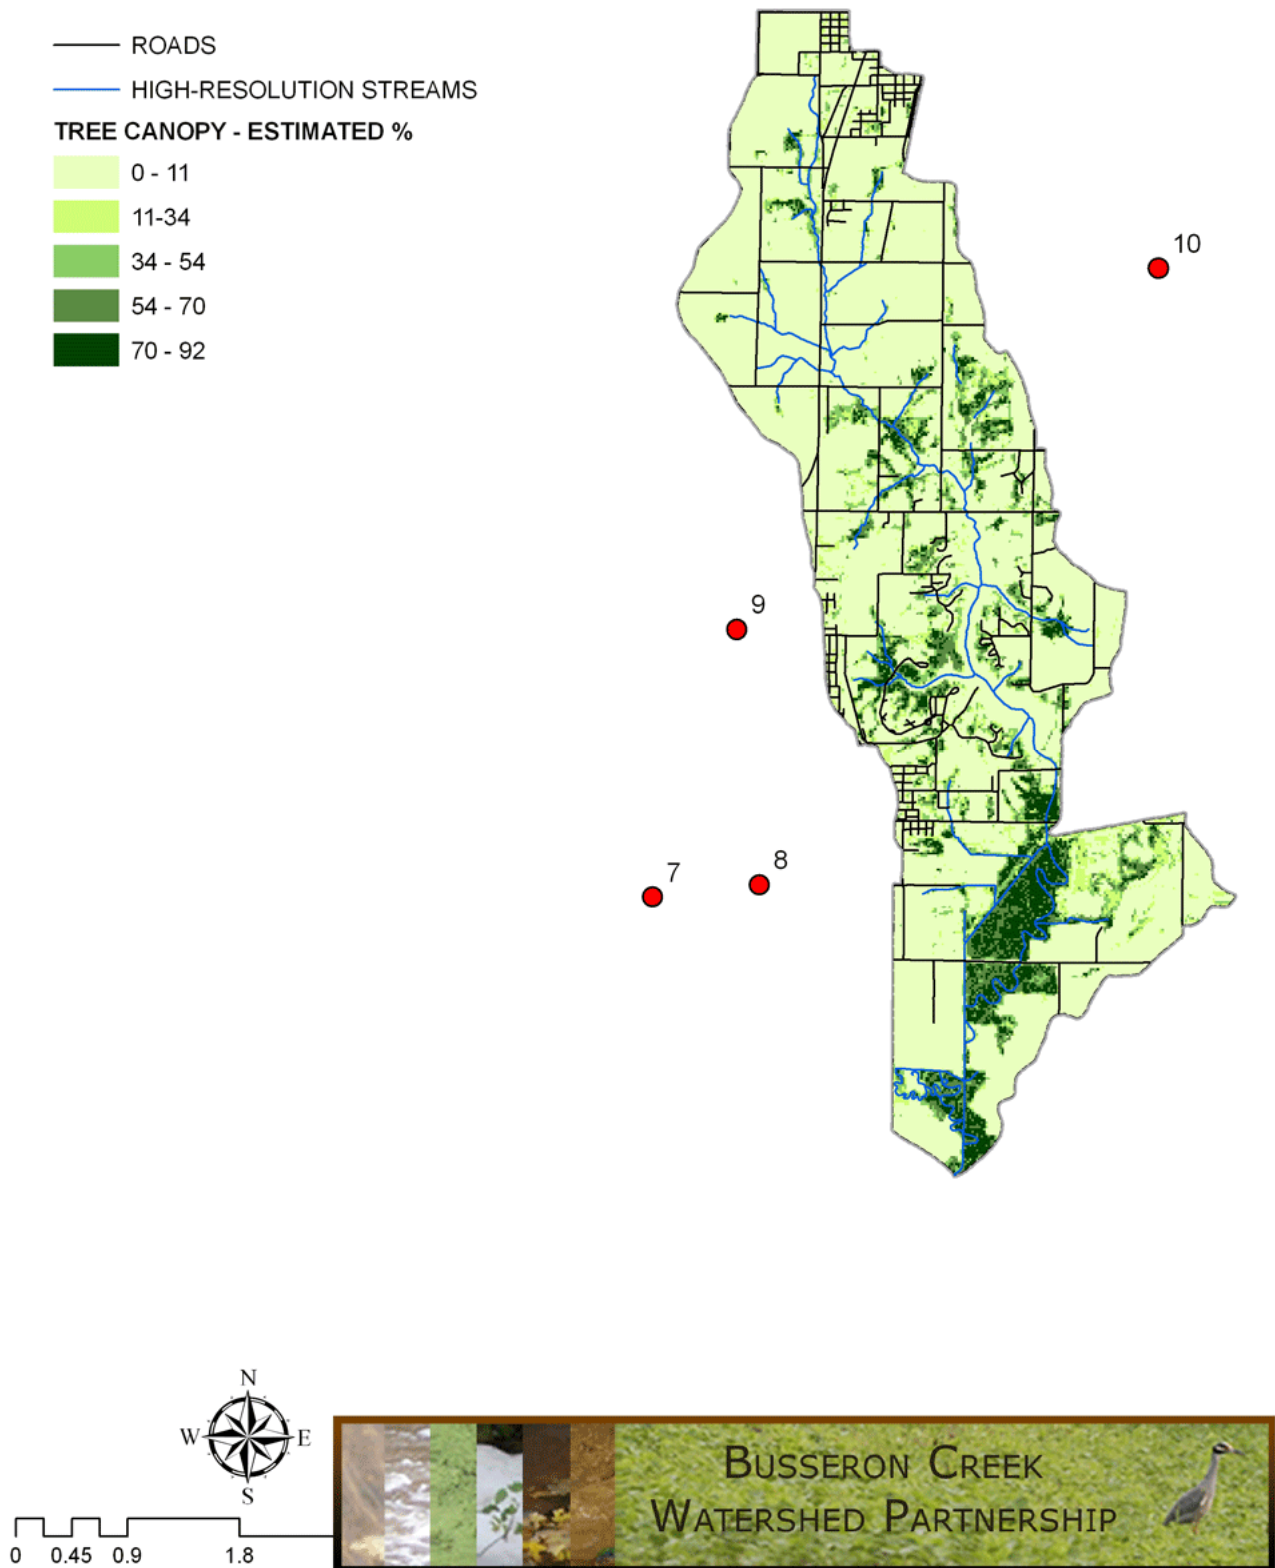 ROADS
HIGH-RESOLUTION STREAMS
TREE CANOPY - ESTIMATED %
0 - 11
11-34
34 - 54
54 - 70
70 - 92
10
9
7
8
N
W E
S
0 0.45 0.9 1.8
BUSSERON CREEK
WATERSHED PARTNERSHIP